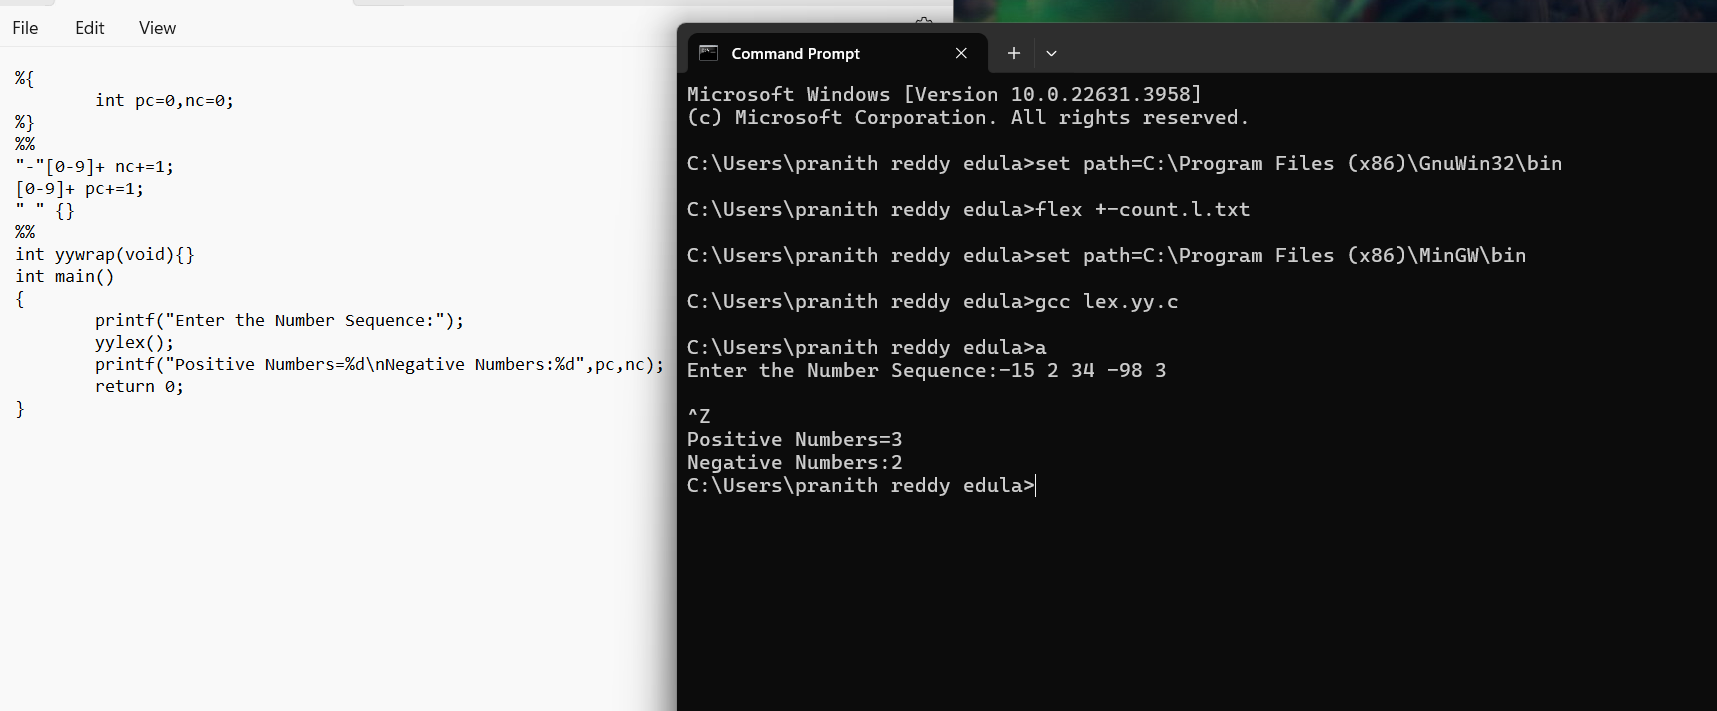 File Edit View
%{
int pc=0,nc=0;
%}
%%
"-"[0-9]+ nc+=1;
[0-9]+ pc+=1;
" " {}
%%
int yywrap(void){}
int main()
{
printf("Enter the Number Sequence:");
yylex();
printf("Positive Numbers=%d\nNegative Numbers:%d",pc,nc);
return 0;
}
Command Prompt
Microsoft Windows [Version 10.0.22631.3958]
(c) Microsoft Corporation. All rights reserved.
C:\Users\pranith reddy edula>set path=C:\Program Files (x86)\GnuWin32\bin
C:\Users\pranith reddy edula>flex +-count.l.txt
C:\Users\pranith reddy edula>set path=C:\Program Files (x86)\MinGW\bin
C:\Users\pranith reddy edula>gcc lex.yy.c
C:\Users\pranith reddy edula>a
Enter the Number Sequence:-15 2 34 -98 3
^Z
Positive Numbers=3
Negative Numbers:2
C:\Users\pranith reddy edula>